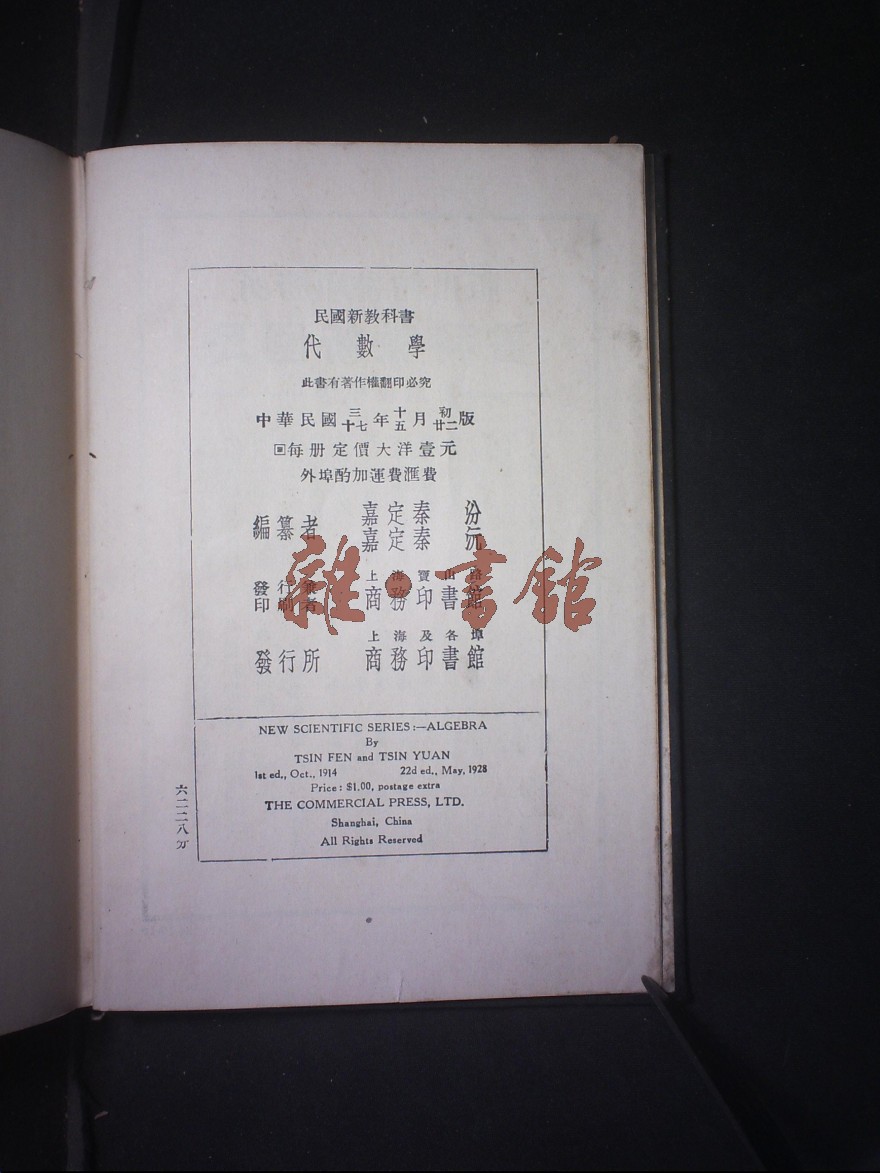 民國新教科書
代數學
此書有著作權翻印必究
中華民國三年十月初版
十七 五 廿二
每册定價大洋壹元
外埠酌加運費滙費
編纂者 嘉定秦汾
嘉定秦沅
發行兼印刷者 上海寶山路
商務印書館
發行所 上海及各埠
商務印書館
雜·書館
NEW SCIENTIFIC SERIES:—ALGEBRA
By
TSIN FEN and TSIN YUAN
1st ed., Oct., 1914 22d ed., May, 1928
Price: $1.00, postage extra
THE COMMERCIAL PRESS, LTD.
Shanghai, China
All Rights Reserved
六二二八分